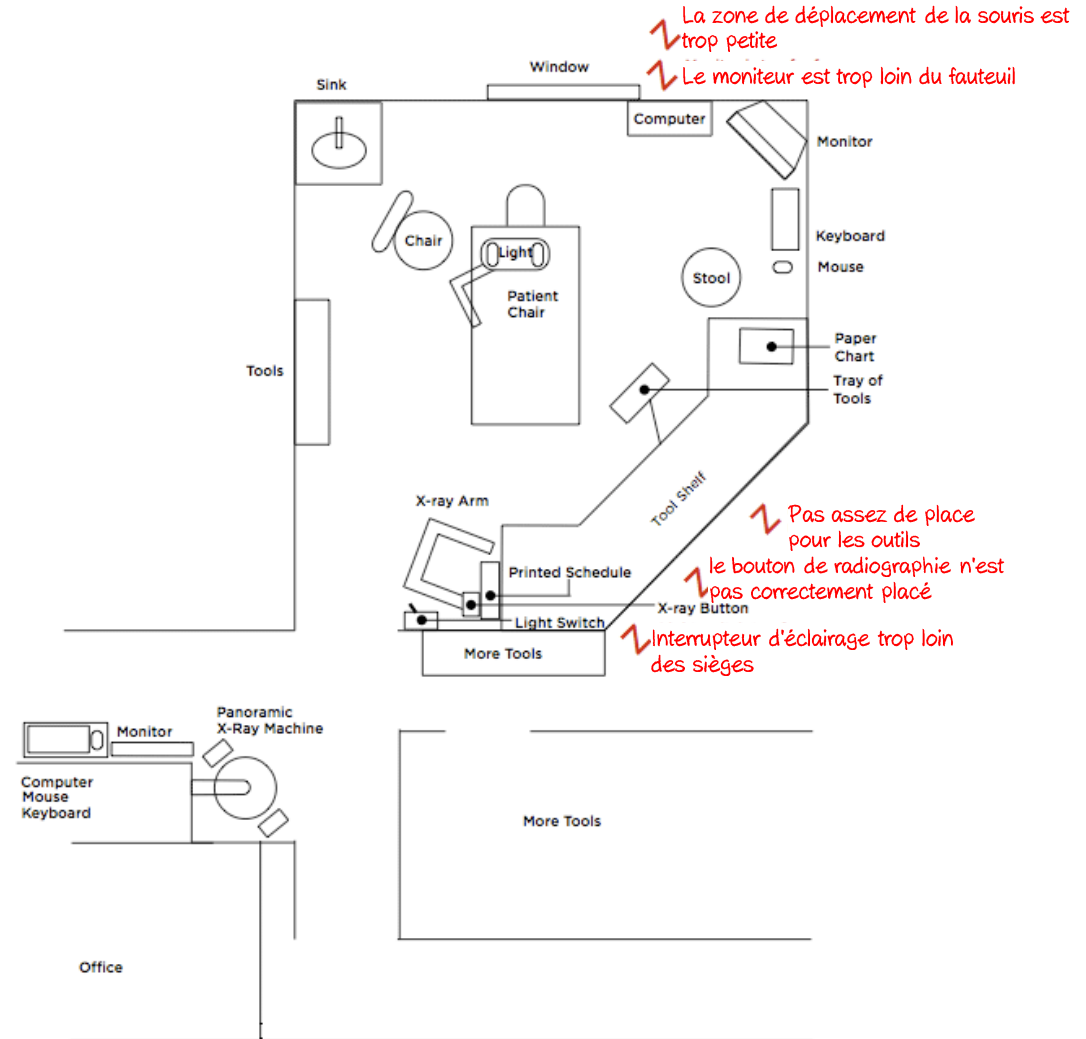 La zone de déplacement de la souris est
trop petite
Window
Le moniteur est trop loin du fauteuil
Sink
Computer
Monitor
Keyboard
Chair
Light
Mouse
Stool
Patient
Chair
Paper
Chart
Tools
Tray of
Tools
Tool Shelf
X-ray Arm
Pas assez de place
pour les outils
le bouton de radiographie n'est
pas correctement placé
Printed Schedule
X-ray Button
Light Switch
Interrupteur d'éclairage trop loin
des sièges
More Tools
Panoramic
X-Ray Machine
Monitor
Computer
Mouse
Keyboard
More Tools
Office